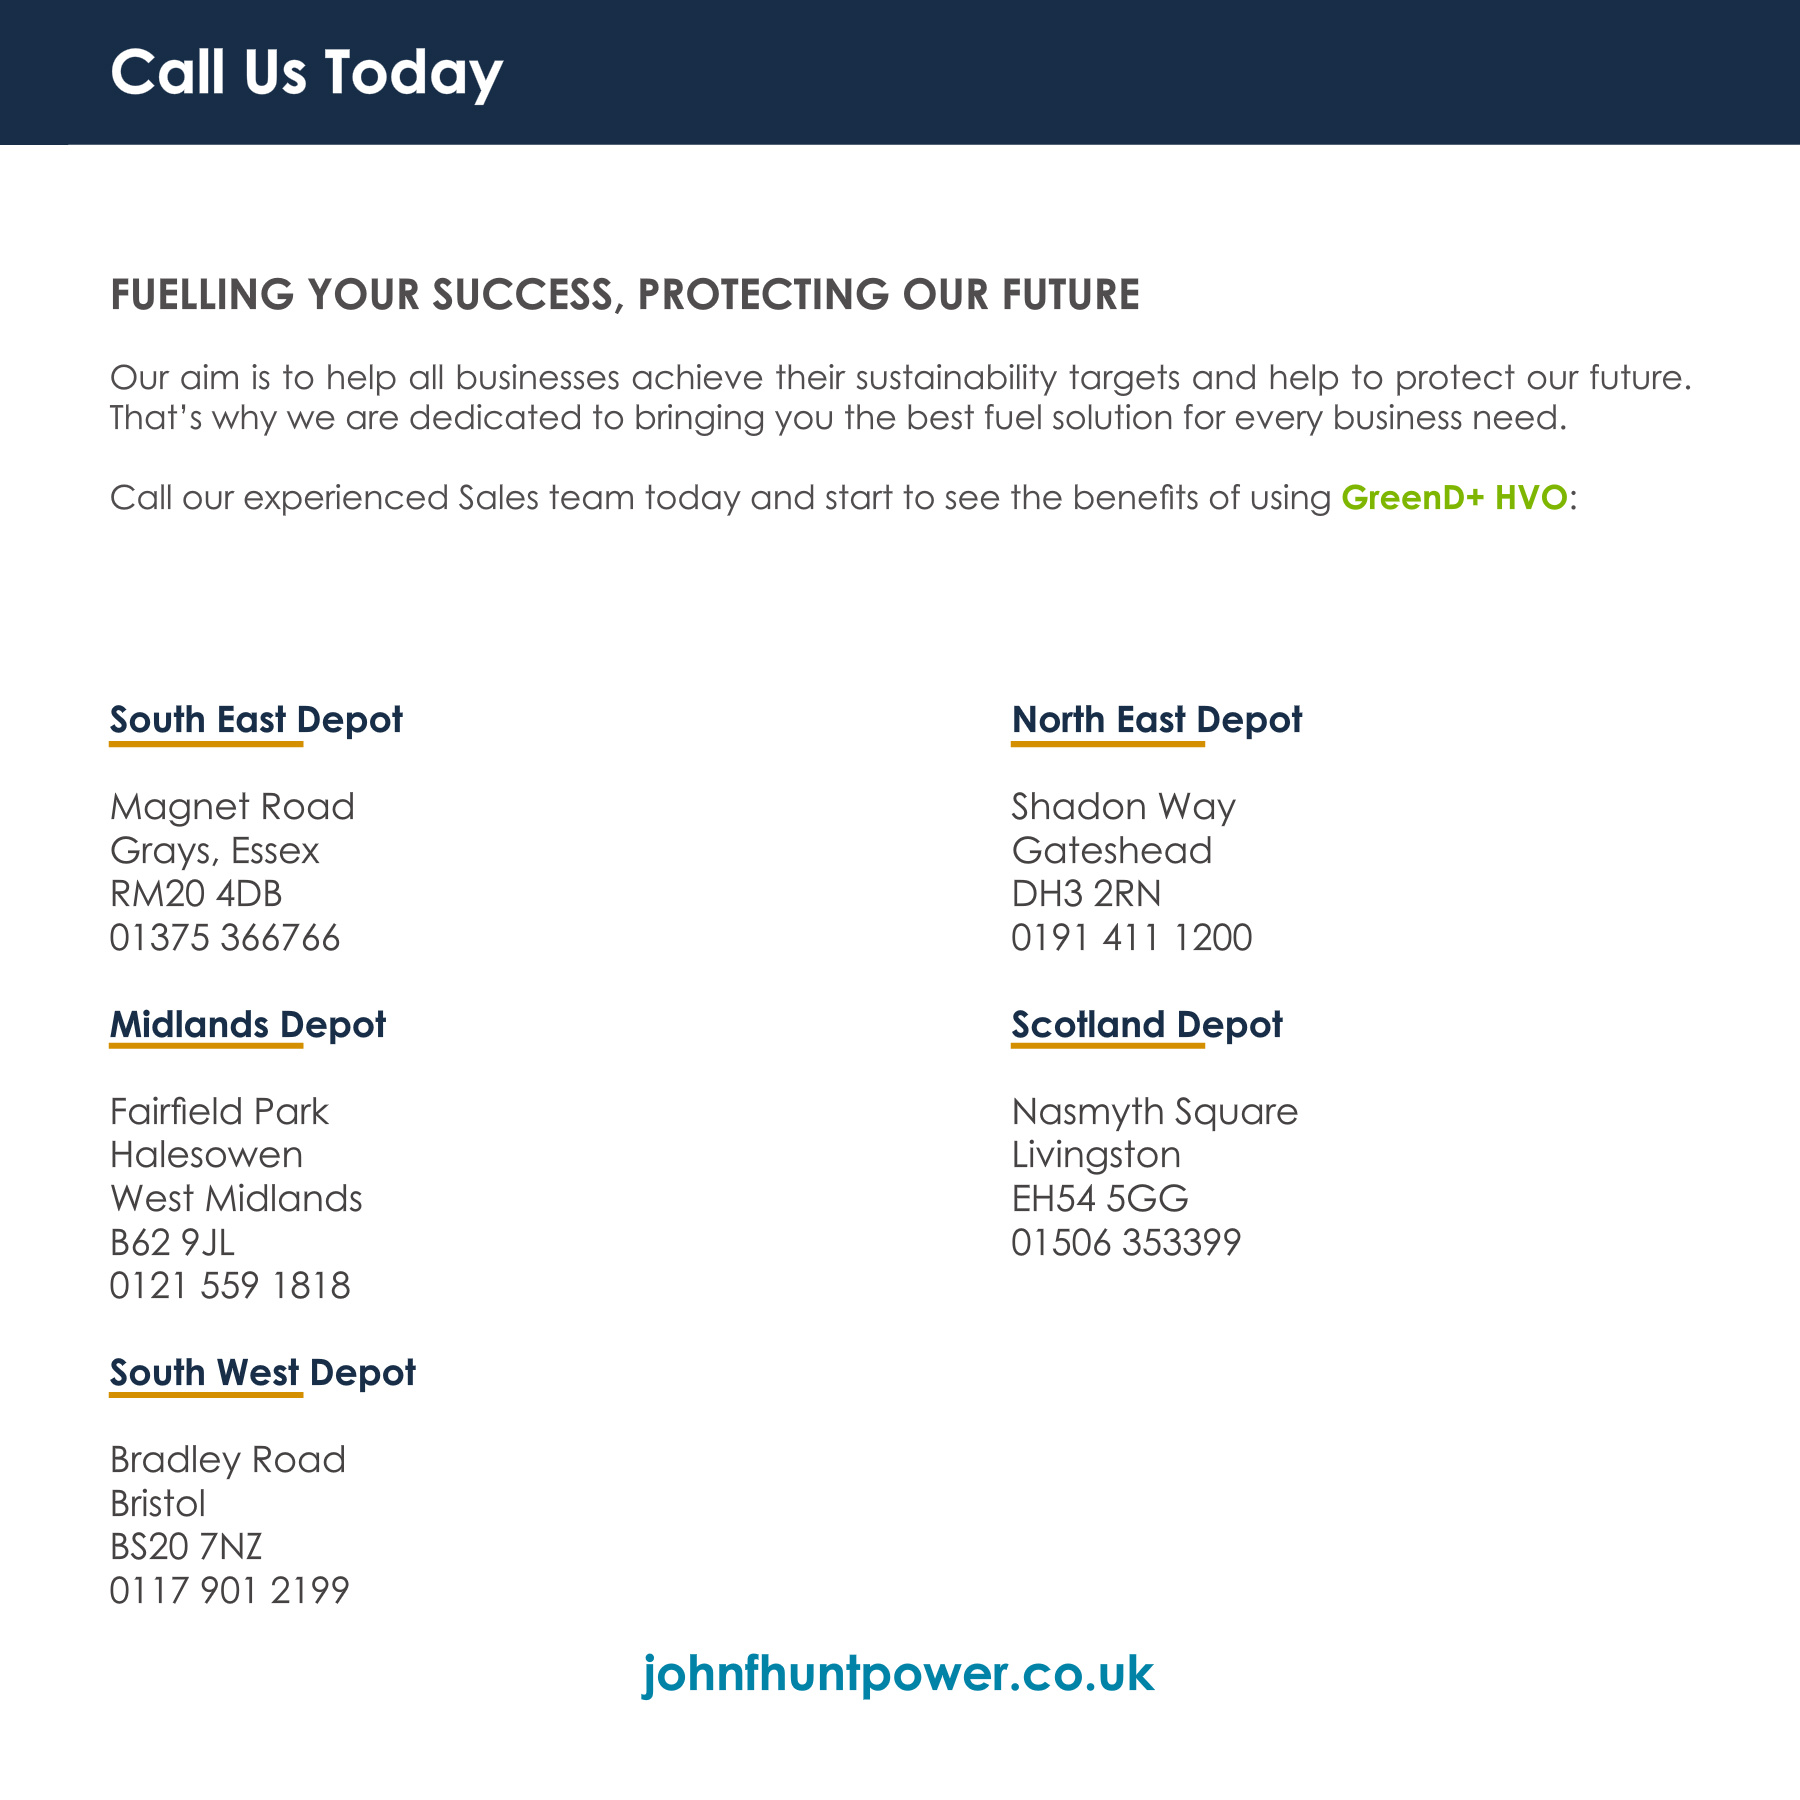 Call Us Today
FUELLING YOUR SUCCESS, PROTECTING OUR FUTURE
Our aim is to help all businesses achieve their sustainability targets and help to protect our future.
That’s why we are dedicated to bringing you the best fuel solution for every business need.
Call our experienced Sales team today and start to see the benefits of using GreenD+ HVO:
South East Depot
Magnet Road
Grays, Essex
RM20 4DB
01375 366766
Midlands Depot
Fairfield Park
Halesowen
West Midlands
B62 9JL
0121 559 1818
South West Depot
Bradley Road
Bristol
BS20 7NZ
0117 901 2199
North East Depot
Shadon Way
Gateshead
DH3 2RN
0191 411 1200
Scotland Depot
Nasmyth Square
Livingston
EH54 5GG
01506 353399
johnfhuntpower.co.uk